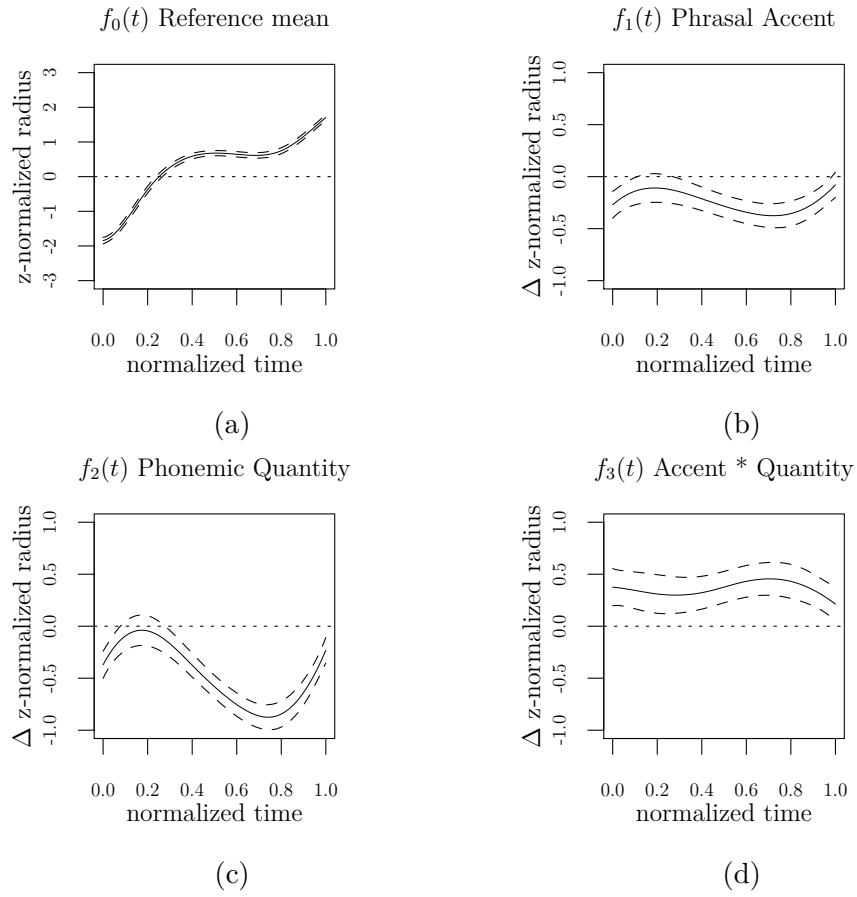 f₀(t) Reference mean
z-normalized radius
3
2
1
0
-1
-2
-3
0.0 0.2 0.4 0.6 0.8 1.0
normalized time
(a)
f₁(t) Phrasal Accent
Δ z-normalized radius
1.0
0.5
0.0
-0.5
-1.0
0.0 0.2 0.4 0.6 0.8 1.0
normalized time
(b)
f₂(t) Phonemic Quantity
Δ z-normalized radius
1.0
0.5
0.0
-0.5
-1.0
0.0 0.2 0.4 0.6 0.8 1.0
normalized time
(c)
f₃(t) Accent * Quantity
Δ z-normalized radius
1.0
0.5
0.0
-0.5
-1.0
0.0 0.2 0.4 0.6 0.8 1.0
normalized time
(d)